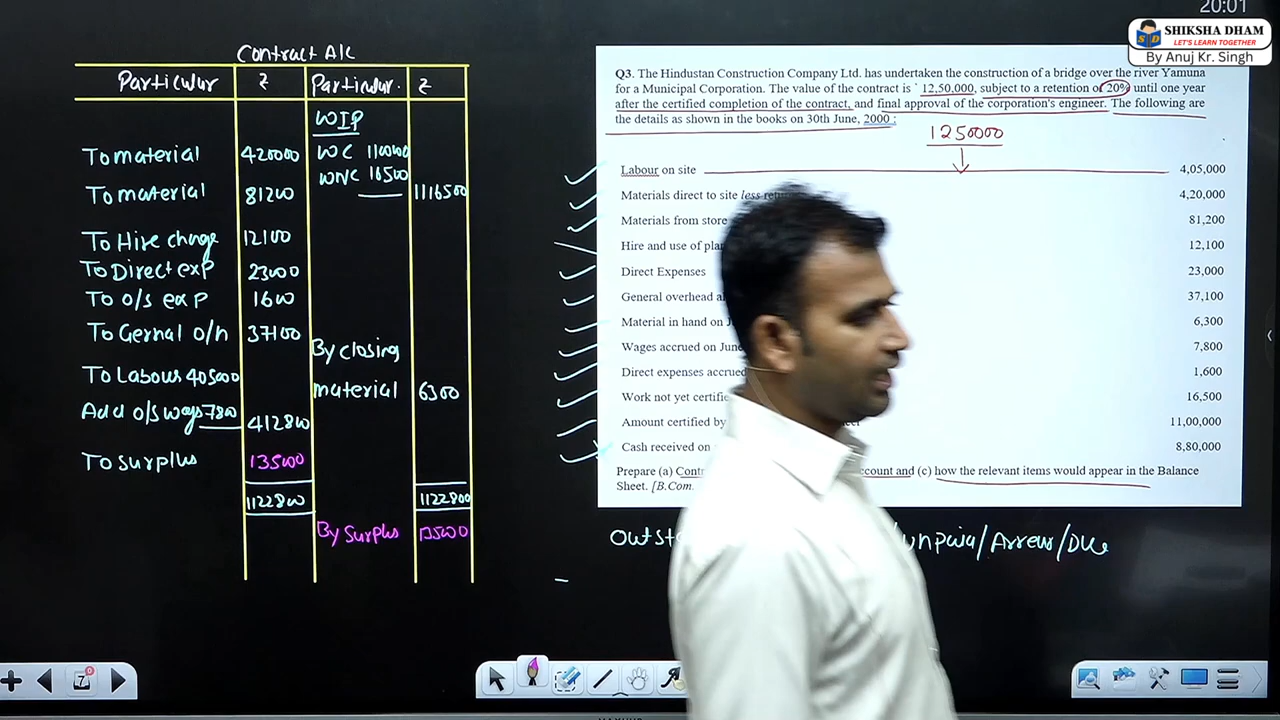 20:01
SHIKSHA DHAM
LET'S LEARN TOGETHER
By Anuj Kr. Singh
Contract A/c
Particular ₹ Particular. ₹
WIP
To material 420000 WC 1100000
WNC 16500
To material 81200 1116500
To Hire charge 12100
To Direct exp 23000
To o/s exp 1600
To Gernal o/h 37100
By closing
To Labour 405000
material 6300
Add o/s wages 7800 412800
To surplus 13500
1122800 1122800
By Surplus 13500
Q3. The Hindustan Construction Company Ltd. has undertaken the construction of a bridge over the river Yamuna
for a Municipal Corporation. The value of the contract is ` 12,50,000, subject to a retention of 20% until one year
after the certified completion of the contract, and final approval of the corporation's engineer. The following are
the details as shown in the books on 30th June, 2000 :
1250000
Labour on site 4,05,000
Materials direct to site less 4,20,000
Materials from store 81,200
Hire and use of 12,100
Direct Expenses 23,000
General overhead 37,100
Material in hand on 6,300
Wages accrued on June 7,800
Direct expenses accrued 1,600
Work not yet 16,500
Amount certified by 11,00,000
Cash received on 8,80,000
Prepare (a) account and (c) how the relevant items would appear in the Balance
Sheet. [B.Com.
unpaid/Arrear/Due
7